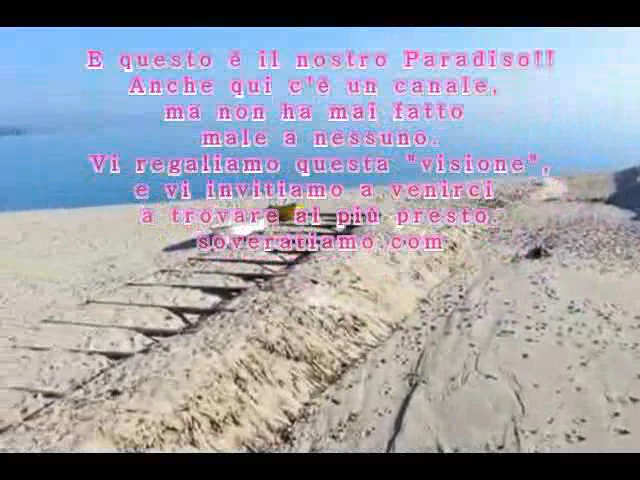 E questo è il nostro Paradiso!!
Anche qui c'è un canale,
ma non ha mai fatto
male a nessuno.
Vi regaliamo questa "visione",
e vi invitiamo a venirci
a trovare al più presto.
soveratiamo.com